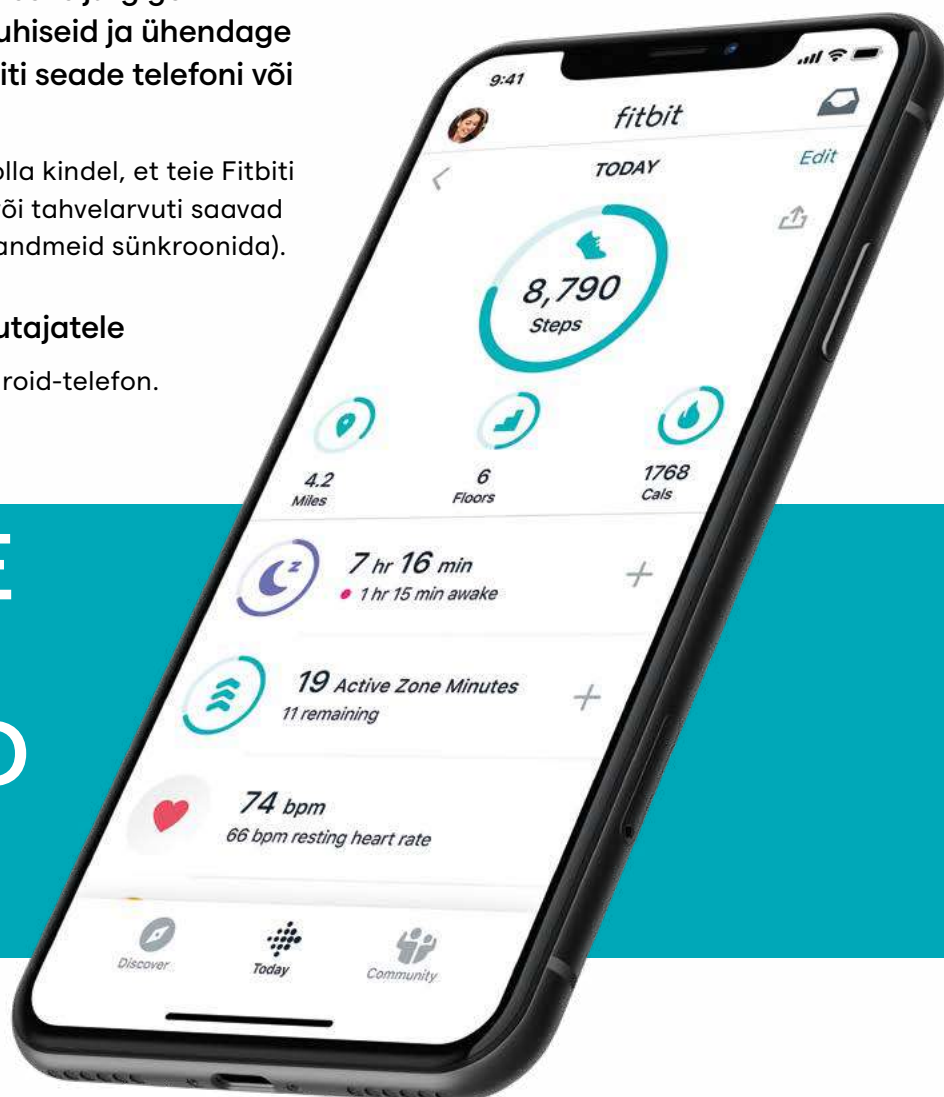 uhiseid ja ühendage
iti seade telefoni või
olla kindel, et teie Fitbiti
või tahvelarvuti saavad
andmeid sünkroonida).
utajatele
roid-telefon.
E
O
9:41
fitbit
TODAY
Edit
8,790
Steps
4.2
Miles
6
Floors
1768
Cals
7 hr 16 min
1 hr 15 min awake
19 Active Zone Minutes
11 remaining
74 bpm
66 bpm resting heart rate
Discover
Today
Community